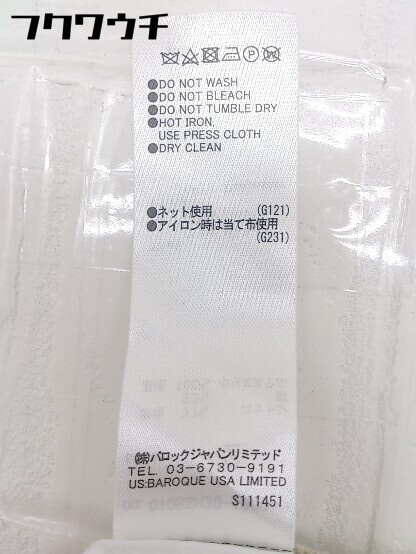 フクワウチ
●DO NOT WASH
●DO NOT BLEACH
●DO NOT TUMBLE DRY
●HOT IRON,
USE PRESS CLOTH
●DRY CLEAN
●ネット使用 (G121)
●アイロン時は当て布使用
(G231)
㈱バロックジャパンリミテッド
TEL. 03-6730-9191
US:BAROQUE USA LIMITED
S111451